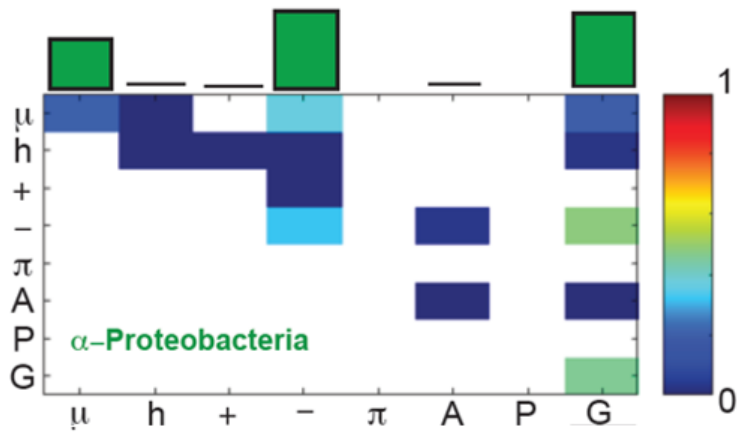 1
μ
h
+
−
π
A
P
α−Proteobacteria
G
0
μ h + − π A P G